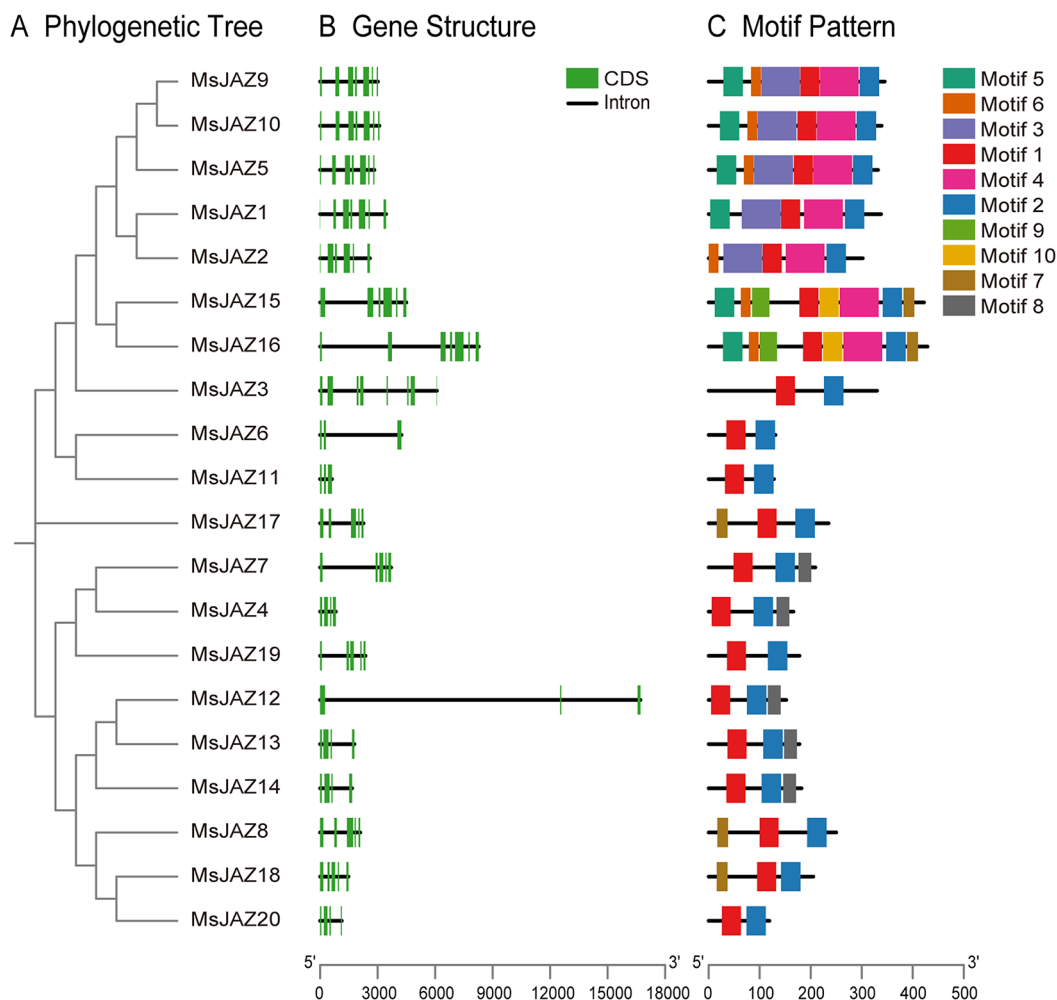 A Phylogenetic Tree
B Gene Structure
C Motif Pattern
MsJAZ9
MsJAZ10
MsJAZ5
MsJAZ1
MsJAZ2
MsJAZ15
MsJAZ16
MsJAZ3
MsJAZ6
MsJAZ11
MsJAZ17
MsJAZ7
MsJAZ4
MsJAZ19
MsJAZ12
MsJAZ13
MsJAZ14
MsJAZ8
MsJAZ18
MsJAZ20
CDS
Intron
5' 3'
0 3000 6000 9000 12000 15000 18000
Motif 5
Motif 6
Motif 3
Motif 1
Motif 4
Motif 2
Motif 9
Motif 10
Motif 7
Motif 8
5' 3'
0 100 200 300 400 500